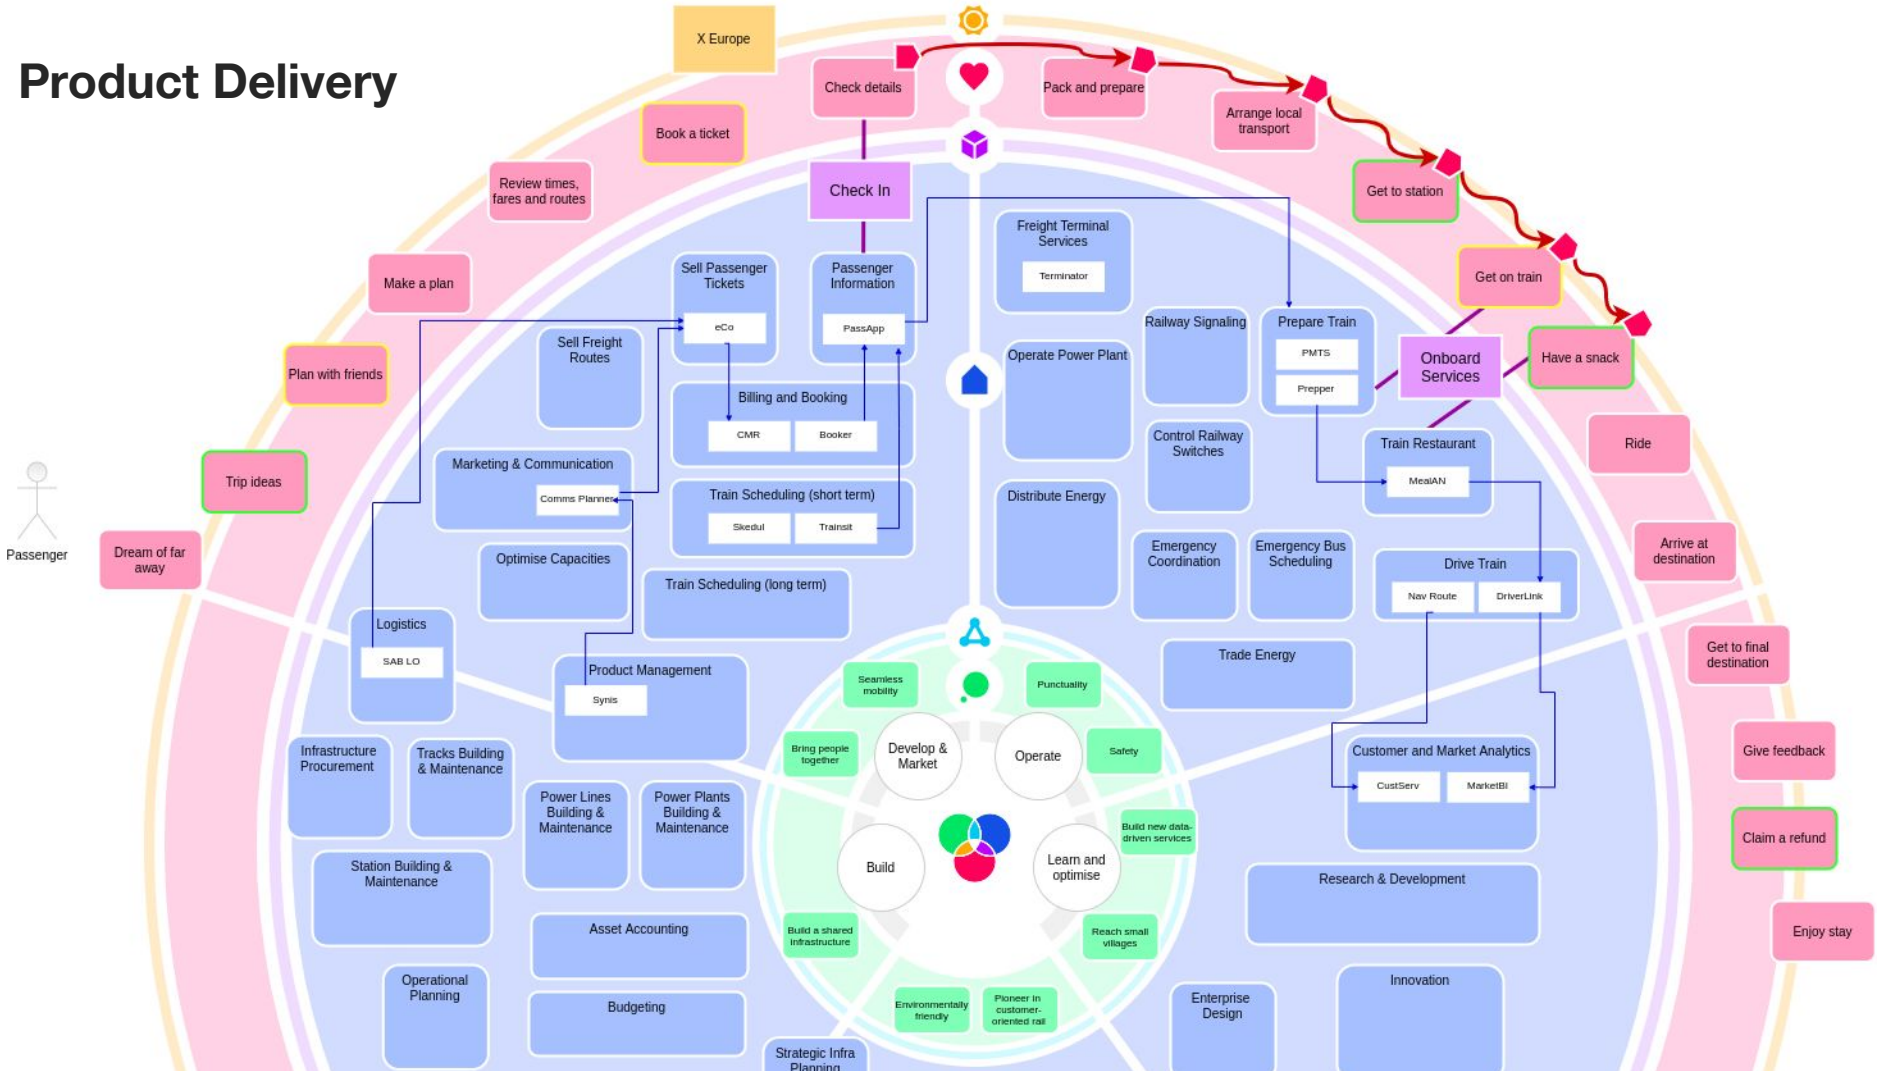 Product Delivery
X Europe
Check details
Pack and prepare
Arrange local
transport
Book a ticket
Get to station
Review times,
fares and routes
Check In
Get on train
Make a plan
Have a snack
Plan with friends
Onboard
Services
Trip ideas
Ride
Passenger
Dream of far
away
Arrive at
destination
Get to final
destination
Give feedback
Claim a refund
Enjoy stay
Sell Passenger
Tickets
eCo
Passenger
Information
PassApp
Freight Terminal
Services
Terminator
Sell Freight
Routes
Railway Signaling
Prepare Train
PMTS
Prepper
Operate Power Plant
Billing and Booking
CMR
Booker
Control Railway
Switches
Train Restaurant
MealAN
Marketing & Communication
Comms Planner
Train Scheduling (short term)
Skedul
Trainsit
Distribute Energy
Optimise Capacities
Train Scheduling (long term)
Emergency
Coordination
Emergency Bus
Scheduling
Drive Train
Nav Route
DriverLink
Logistics
SAB LO
Product Management
Synis
Trade Energy
Infrastructure
Procurement
Tracks Building
& Maintenance
Power Lines
Building &
Maintenance
Power Plants
Building &
Maintenance
Customer and Market Analytics
CustServ
MarketBI
Station Building &
Maintenance
Research & Development
Asset Accounting
Operational
Planning
Budgeting
Strategic Infra
Planning
Enterprise
Design
Innovation
Seamless
mobility
Punctuality
Bring people
together
Develop &
Market
Operate
Safety
Build new data-
driven services
Build
Learn and
optimise
Build a shared
infrastructure
Reach small
villages
Environmentally
friendly
Pioneer in
customer-
oriented rail